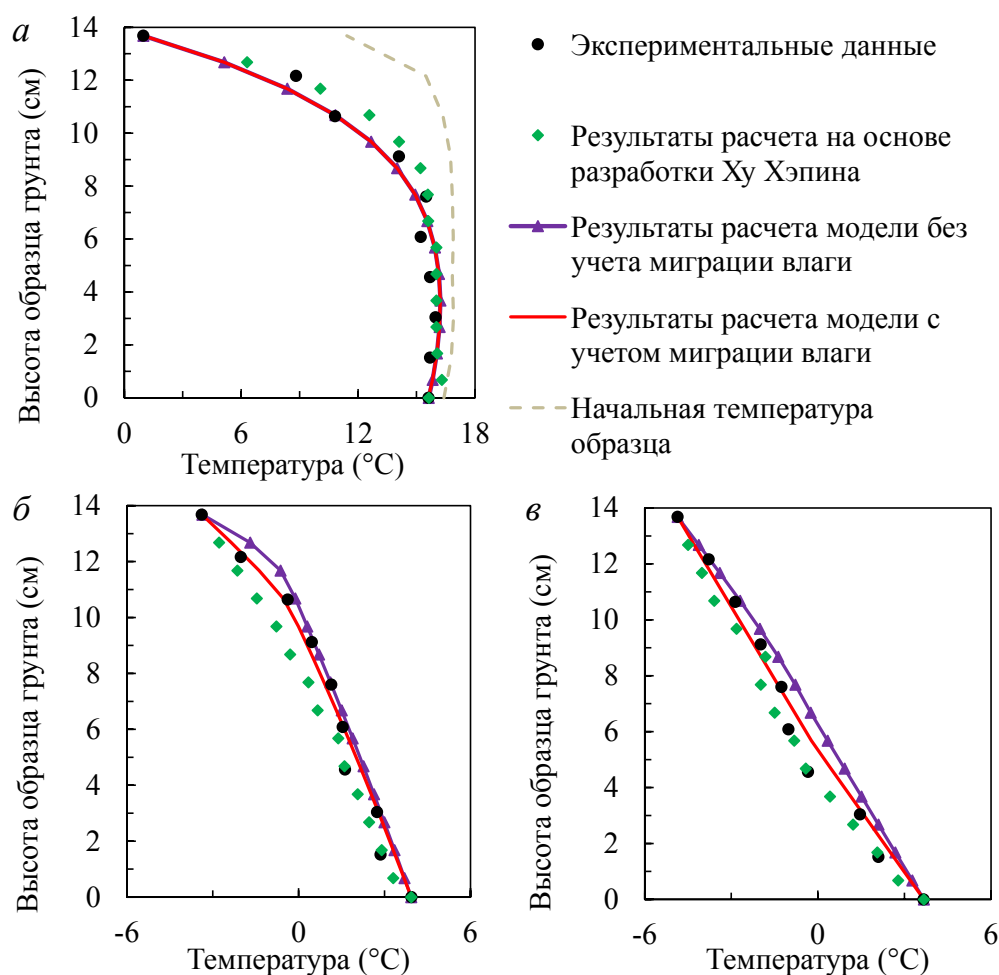 а
14
12
10
8
6
4
2
0
Высота образца грунта (см)
0 6 12 18
Температура (°C)
Экспериментальные данные
Результаты расчета на основе
разработки Ху Хэпина
Результаты расчета модели без
учета миграции влаги
Результаты расчета модели с
учетом миграции влаги
Начальная температура
образца
б
14
12
10
8
6
4
2
0
Высота образца грунта (см)
-6 0 6
Температура (°C)
в
14
12
10
8
6
4
2
0
Высота образца грунта (см)
-6 0 6
Температура (°C)